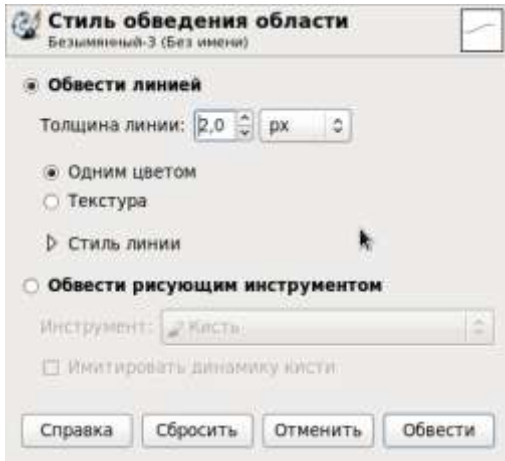 Стиль обведения области
Безымянный-3 (Без имени)
Обвести линией
Толщина линии: 2,0 px
Одним цветом
Текстура
Стиль линии
Обвести рисующим инструментом
Инструмент: Кисть
Имитировать динамику кисти
Справка Сбросить Отменить Обвести